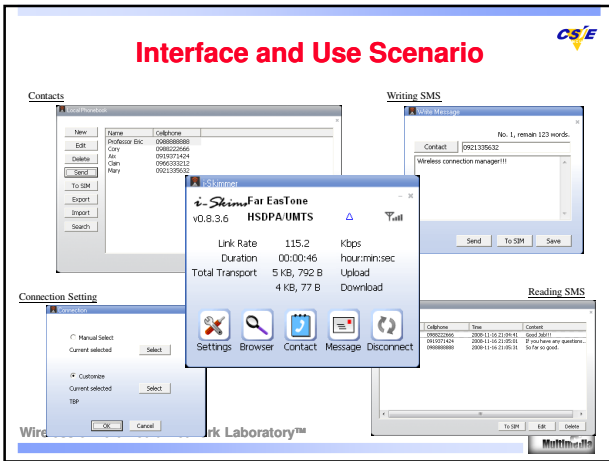 CS/E
Interface and Use Scenario
Contacts
Local Phonebook
New
Edit
Delete
Send
To SIM
Export
Import
Search
Name Cellphone
Professor Eric 0988888888
Cory 0988222666
Aix 0919371424
Clan 0966333212
Mary 0921335632
Writing SMS
Write Message
No. 1, remain 123 words.
Contact 0921335632
Wireless connection manager!!!
Send To SIM Save
i-Skimmer
i-Skimm Far EasTone
v0.8.3.6 HSDPA/UMTS
Link Rate 115.2 Kbps
Duration 00:00:46 hour:min:sec
Total Transport 5 KB, 792 B Upload
4 KB, 77 B Download
Settings Browser Contact Message Disconnect
Connection Setting
Connection
Manual Select
Current selected Select
Customize
Current selected Select
TBP
OK Cancel
Reading SMS
Cellphone Time Content
0988222666 2008-11-16 21:04:41 Good Job!!!
0919371424 2008-11-16 21:05:01 If you have any questions...
0988888888 2008-11-16 21:05:31 So far so good.
To SIM Edit Delete
Wire rk Laboratory™
Multimedia